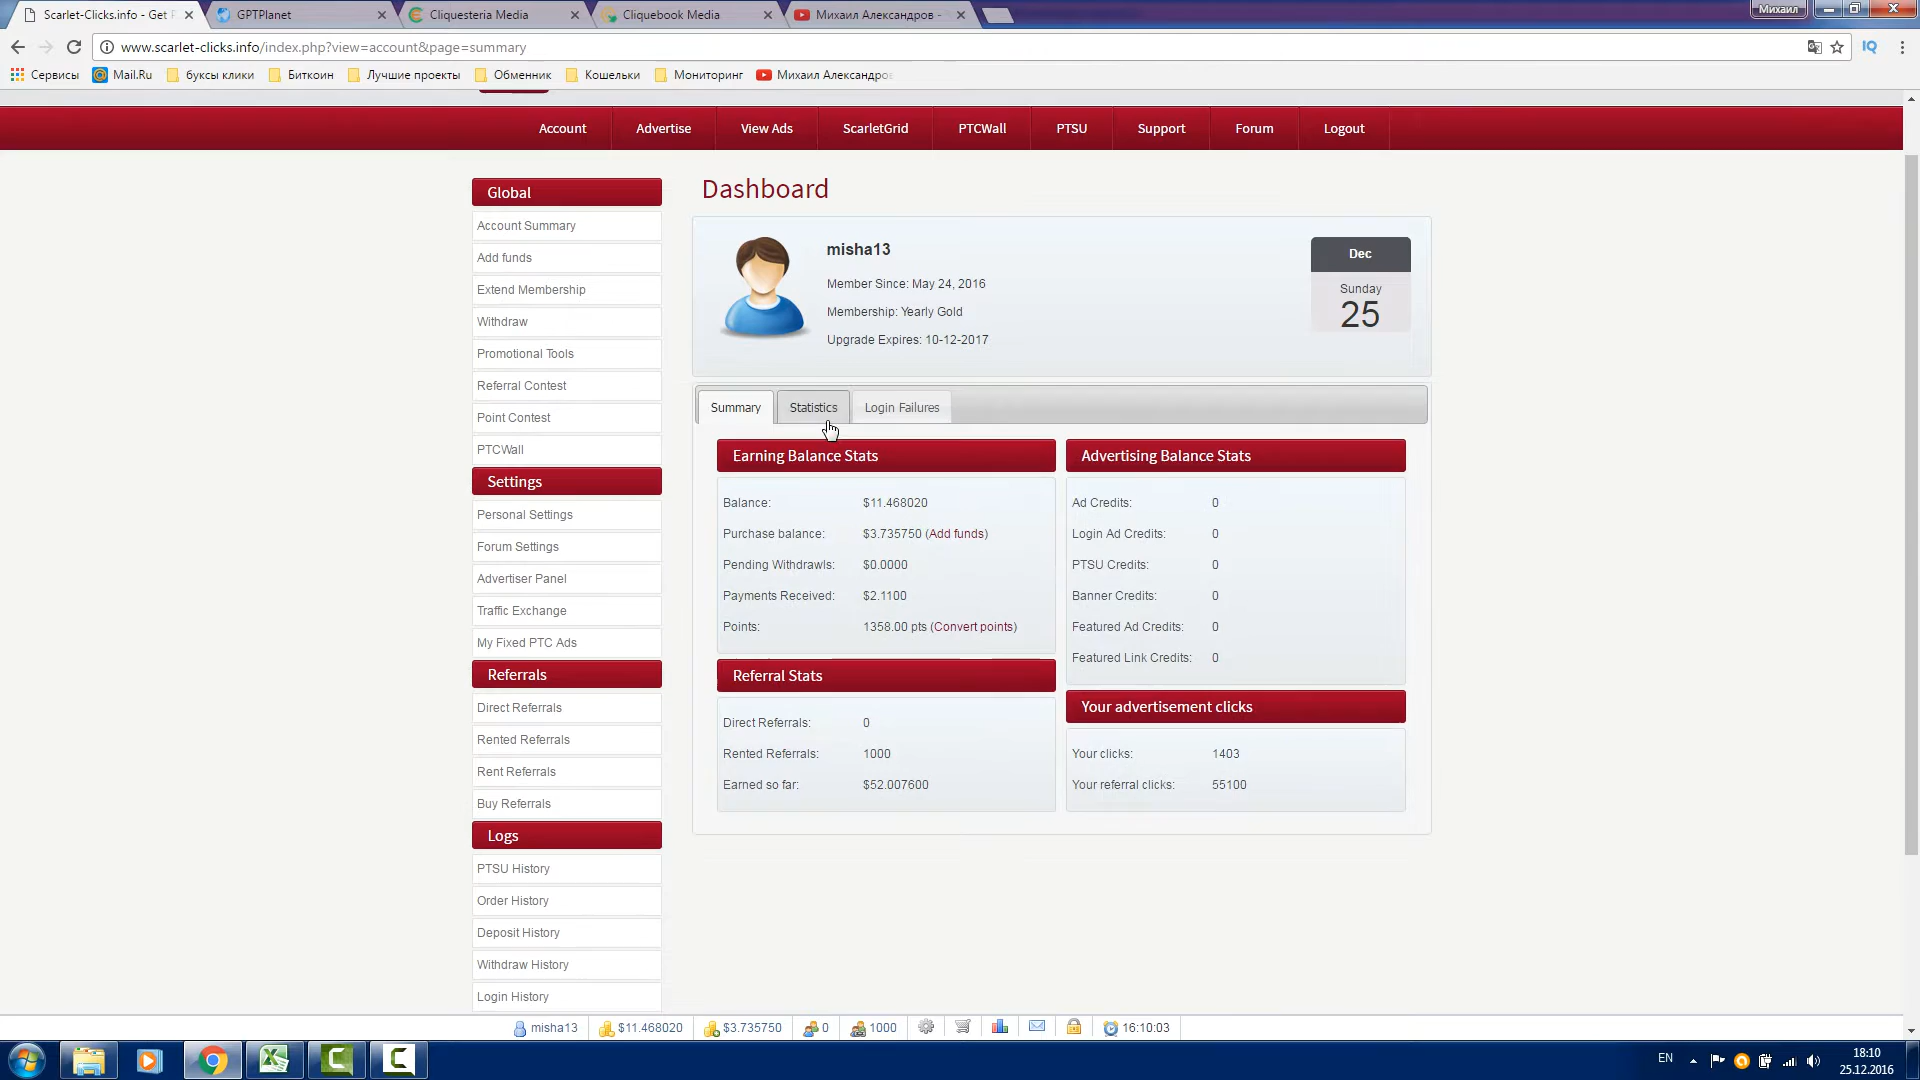 Scarlet-Clicks.info - Get P
GPTPlanet
Cliquesteria Media
Cliquebook Media
Михаил Александров -
Михаил
www.scarlet-clicks.info/index.php?view=account&page=summary
IQ
Сервисы
Mail.Ru
буксы клики
Биткоин
Лучшие проекты
Обменник
Кошельки
Мониторинг
Михаил Александров
Account
Advertise
View Ads
ScarletGrid
PTCWall
PTSU
Support
Forum
Logout
Global
Account Summary
Add funds
Extend Membership
Withdraw
Promotional Tools
Referral Contest
Point Contest
PTCWall
Settings
Personal Settings
Forum Settings
Advertiser Panel
Traffic Exchange
My Fixed PTC Ads
Referrals
Direct Referrals
Rented Referrals
Rent Referrals
Buy Referrals
Logs
PTSU History
Order History
Deposit History
Withdraw History
Login History
Dashboard
misha13
Member Since: May 24, 2016
Membership: Yearly Gold
Upgrade Expires: 10-12-2017
Dec
Sunday
25
Summary
Statistics
Login Failures
Earning Balance Stats
Balance: $11.468020
Purchase balance: $3.735750 (Add funds)
Pending Withdrawls: $0.0000
Payments Received: $2.1100
Points: 1358.00 pts (Convert points)
Referral Stats
Direct Referrals: 0
Rented Referrals: 1000
Earned so far: $52.007600
Advertising Balance Stats
Ad Credits: 0
Login Ad Credits: 0
PTSU Credits: 0
Banner Credits: 0
Featured Ad Credits: 0
Featured Link Credits: 0
Your advertisement clicks
Your clicks: 1403
Your referral clicks: 55100
misha13
$11.468020
$3.735750
0
1000
16:10:03
EN
18:10
25.12.2016